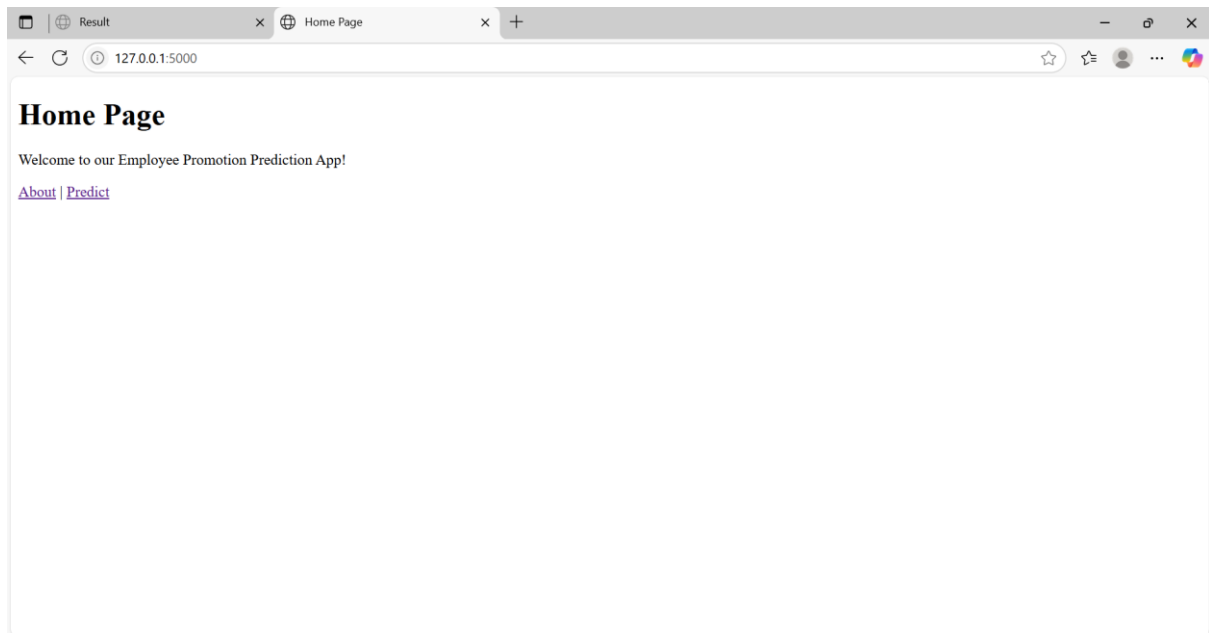 Result
Home Page
127.0.0.1:5000
Home Page
Welcome to our Employee Promotion Prediction App!
About | Predict